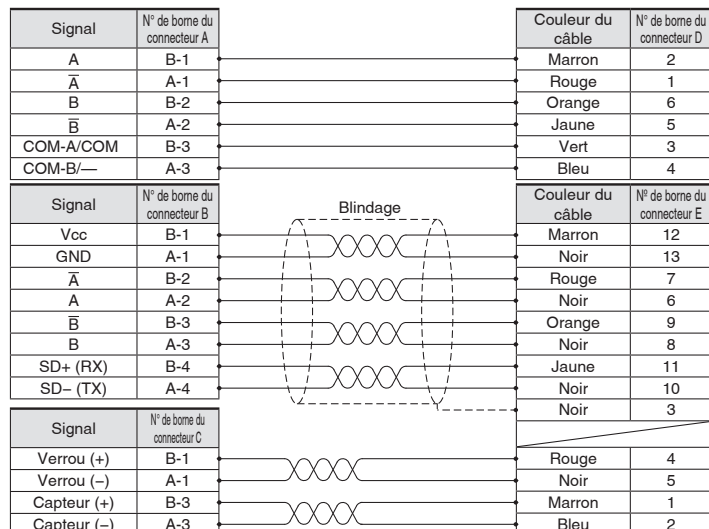 Signal N° de borne du connecteur A Couleur du câble N° de borne du connecteur D
A B-1 Marron 2
A̅ A-1 Rouge 1
B B-2 Orange 6
B̅ A-2 Jaune 5
COM-A/COM B-3 Vert 3
COM-B/— A-3 Bleu 4
Signal N° de borne du connecteur B Blindage Couleur du câble Nº de borne du connecteur E
Vcc B-1 Marron 12
GND A-1 Noir 13
A̅ B-2 Rouge 7
A A-2 Noir 6
B̅ B-3 Orange 9
B A-3 Noir 8
SD+ (RX) B-4 Jaune 11
SD− (TX) A-4 Noir 10
Noir 3
Signal N° de borne du connecteur C
Verrou (+) B-1 Rouge 4
Verrou (−) A-1 Noir 5
Capteur (+) B-3 Marron 1
Capteur (−) A-3 Bleu 2